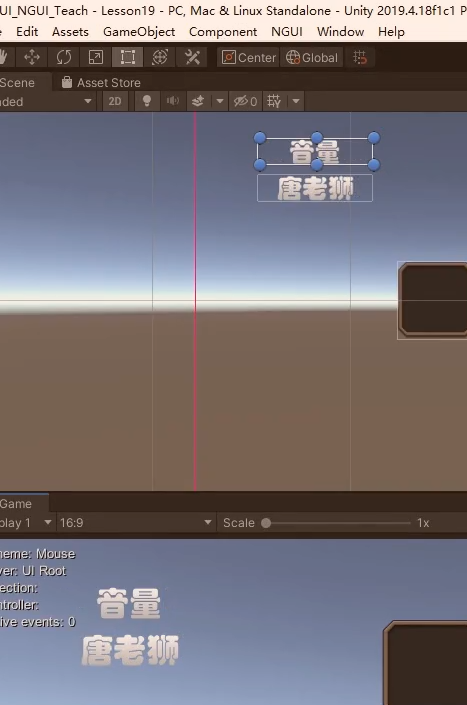 UI_NGUI_Teach - Lesson19 - PC, Mac & Linux Standalone - Unity 2019.4.18f1c1 P
e Edit Assets GameObject Component NGUI Window Help
Center Global
Scene Asset Store
ded 2D 0
音量
唐老狮
Game
play 1 16:9 Scale 1x
heme: Mouse
ver: UI Root
ection:
ntroller:
ive events: 0
音量
唐老狮